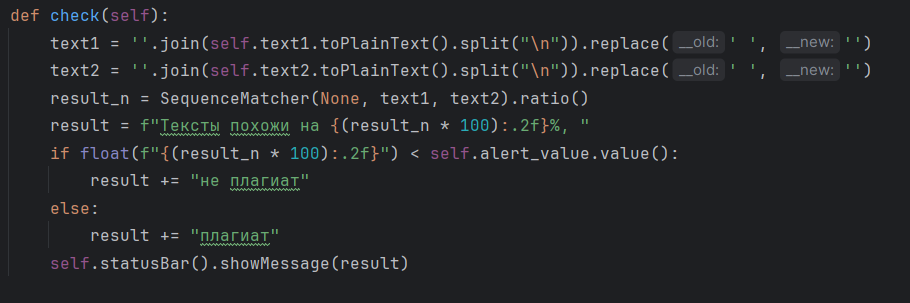 def check(self):
    text1 = ''.join(self.text1.toPlainText().split("\n")).replace(__old: ' ', __new: '')
    text2 = ''.join(self.text2.toPlainText().split("\n")).replace(__old: ' ', __new: '')
    result_n = SequenceMatcher(None, text1, text2).ratio()
    result = f"Тексты похожи на {(result_n * 100):.2f}%, "
    if float(f"{(result_n * 100):.2f}") < self.alert_value.value():
        result += "не плагиат"
    else:
        result += "плагиат"
    self.statusBar().showMessage(result)